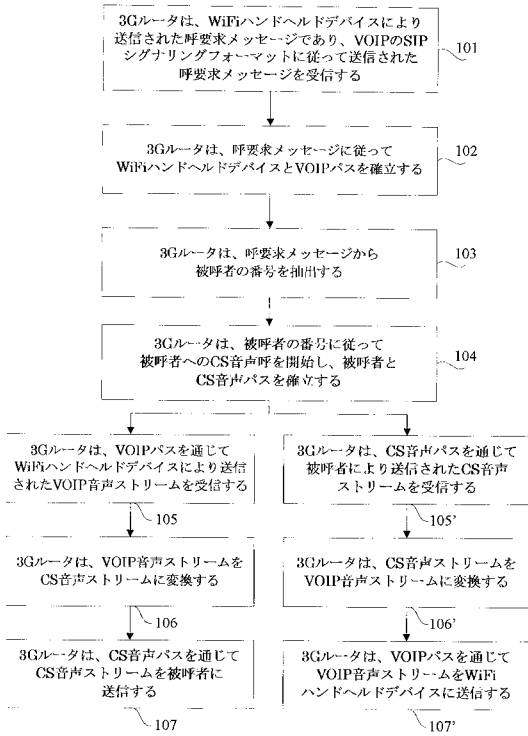 3Gルータは、WiFiハンドヘルドデバイスにより
送信された呼要求メッセージであり、VOIPのSIP
シグナリングフォーマットに従って送信された
呼要求メッセージを受信する
101
3Gルータは、呼要求メッセージに従って
WiFiハンドヘルドデバイスとVOIPパスを確立する
102
3Gルータは、呼要求メッセージから
被呼者の番号を抽出する
103
3Gルータは、被呼者の番号に従って
被呼者へのCS音声呼を開始し、被呼者と
CS音声パスを確立する
104
3Gルータは、VOIPパスを通じて
WiFiハンドヘルドデバイスにより送信
されたVOIP音声ストリームを受信する
105
3Gルータは、CS音声パスを通じて
被呼者により送信されたCS音声
ストリームを受信する
105'
3Gルータは、VOIP音声ストリームを
CS音声ストリームに変換する
106
3Gルータは、CS音声ストリームを
VOIP音声ストリームに変換する
106'
3Gルータは、CS音声パスを通じて
CS音声ストリームを被呼者に
送信する
107
3Gルータは、VOIPパスを通じて
VOIP音声ストリームをWiFi
ハンドヘルドデバイスに送信する
107'